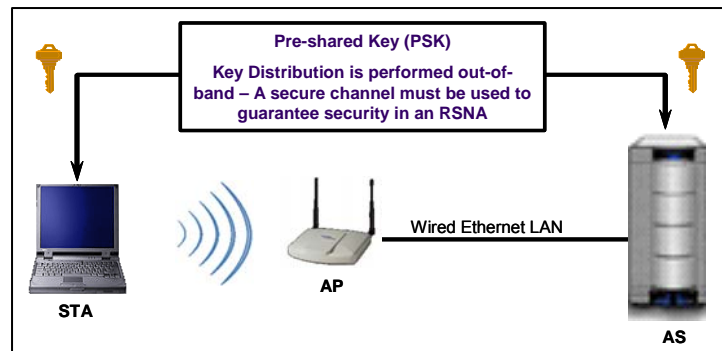 Pre-shared Key (PSK)
Key Distribution is performed out-of-
band – A secure channel must be used to
guarantee security in an RSNA
Wired Ethernet LAN
AP
STA
AS